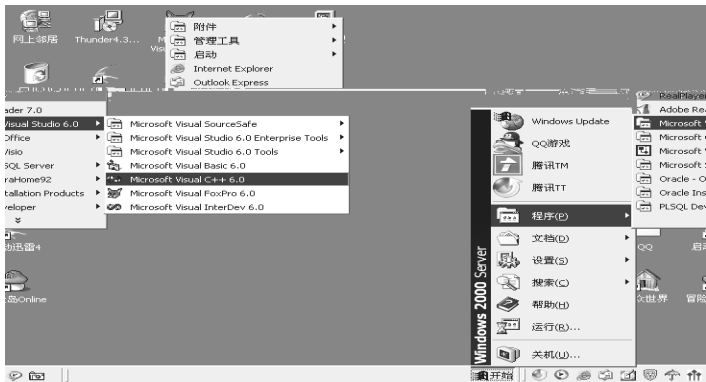 网上邻居
Thunder4.3...
附件
管理工具
启动
Internet Explorer
Outlook Express
ader 7.0
Visual Studio 6.0
Office
Visio
SQL Server
raHome92
tallation Products
veloper
Microsoft Visual SourceSafe
Microsoft Visual Studio 6.0 Enterprise Tools
Microsoft Visual Studio 6.0 Tools
Microsoft Visual Basic 6.0
Microsoft Visual C++ 6.0
Microsoft Visual FoxPro 6.0
Microsoft Visual InterDev 6.0
动迅雷4
岛Online
Windows 2000 Server
Windows Update
QQ游戏
腾讯TM
腾讯TT
程序(P)
文档(D)
设置(S)
搜索(C)
帮助(H)
运行(R)...
关机(U)...
RealPlayer
Adobe Rea
Microsoft
Microsoft
Microsoft
Microsoft
Oracle - O
Oracle Ins
PLSQL Dev
QQ
启
众世界
冒险
开始